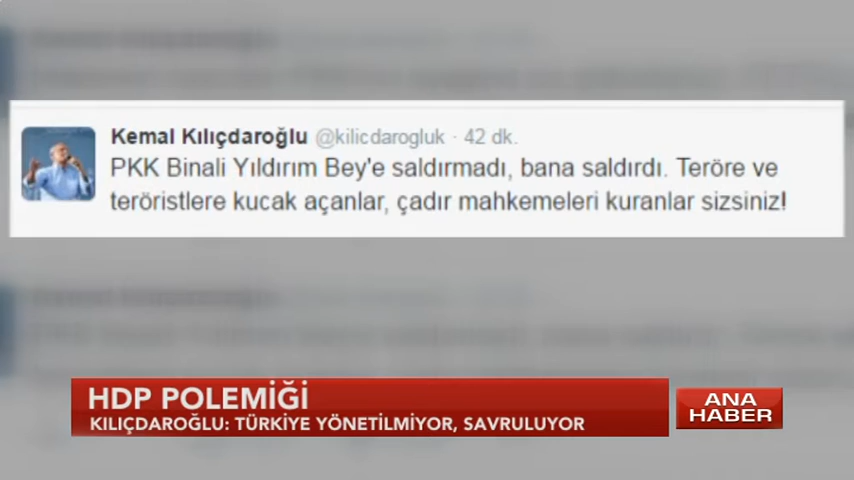 Kemal Kılıçdaroğlu @kilicdarogluk · 42 dk.
PKK Binali Yıldırım Bey'e saldırmadı, bana saldırdı. Teröre ve
teröristlere kucak açanlar, çadır mahkemeleri kuranlar sizsiniz!
HDP POLEMİĞİ
KILIÇDAROĞLU: TÜRKİYE YÖNETİLMİYOR, SAVRULUYOR
ANA
HABER